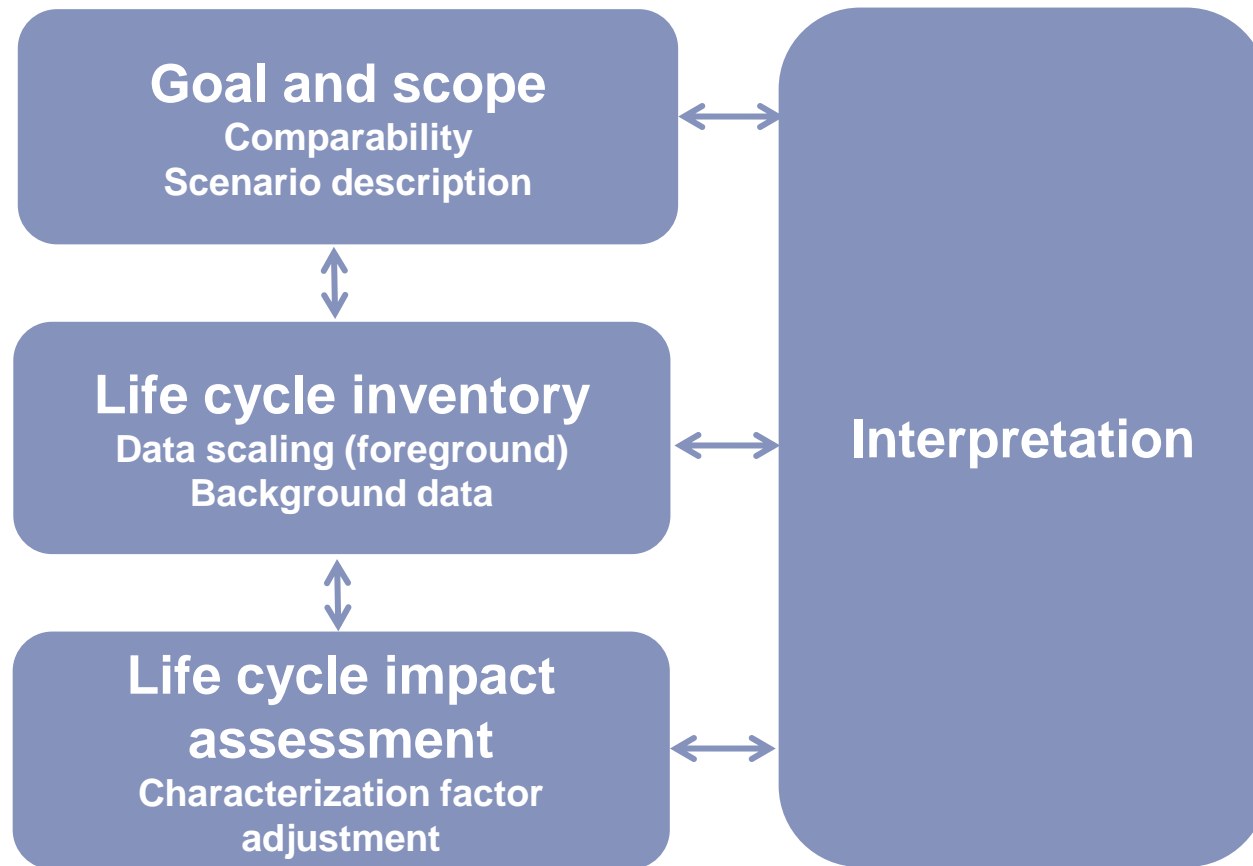 Goal and scope
Comparability
Scenario description
Life cycle inventory
Data scaling (foreground)
Background data
Life cycle impact
assessment
Characterization factor
adjustment
Interpretation